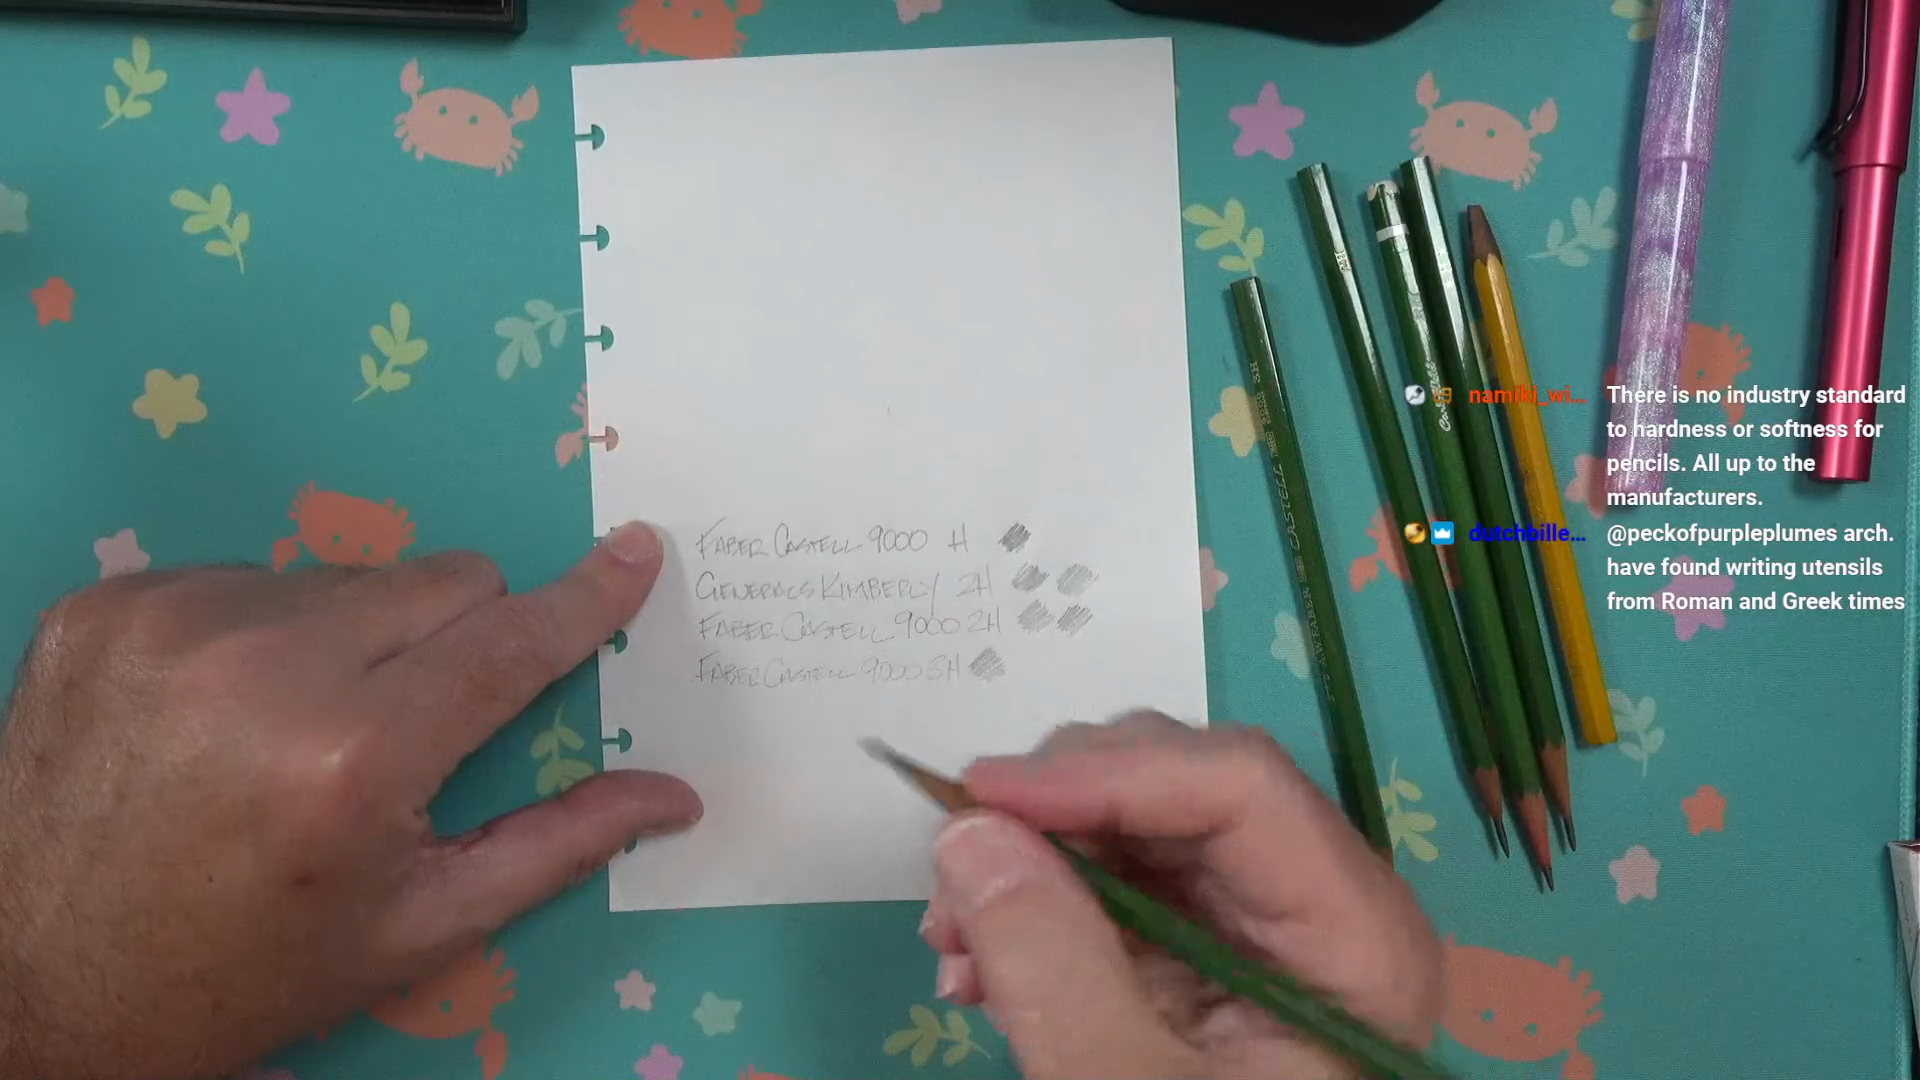 FABER CASTELL 9000 H
GENERALS KIMBERLY 2H
FABER CASTELL 9000 2H
FABER CASTELL 9000 3H
CASTELL
namiki_wi... There is no industry standard
to hardness or softness for
pencils. All up to the
manufacturers.
dutchbille... @peckofpurpleplumes arch.
have found writing utensils
from Roman and Greek times